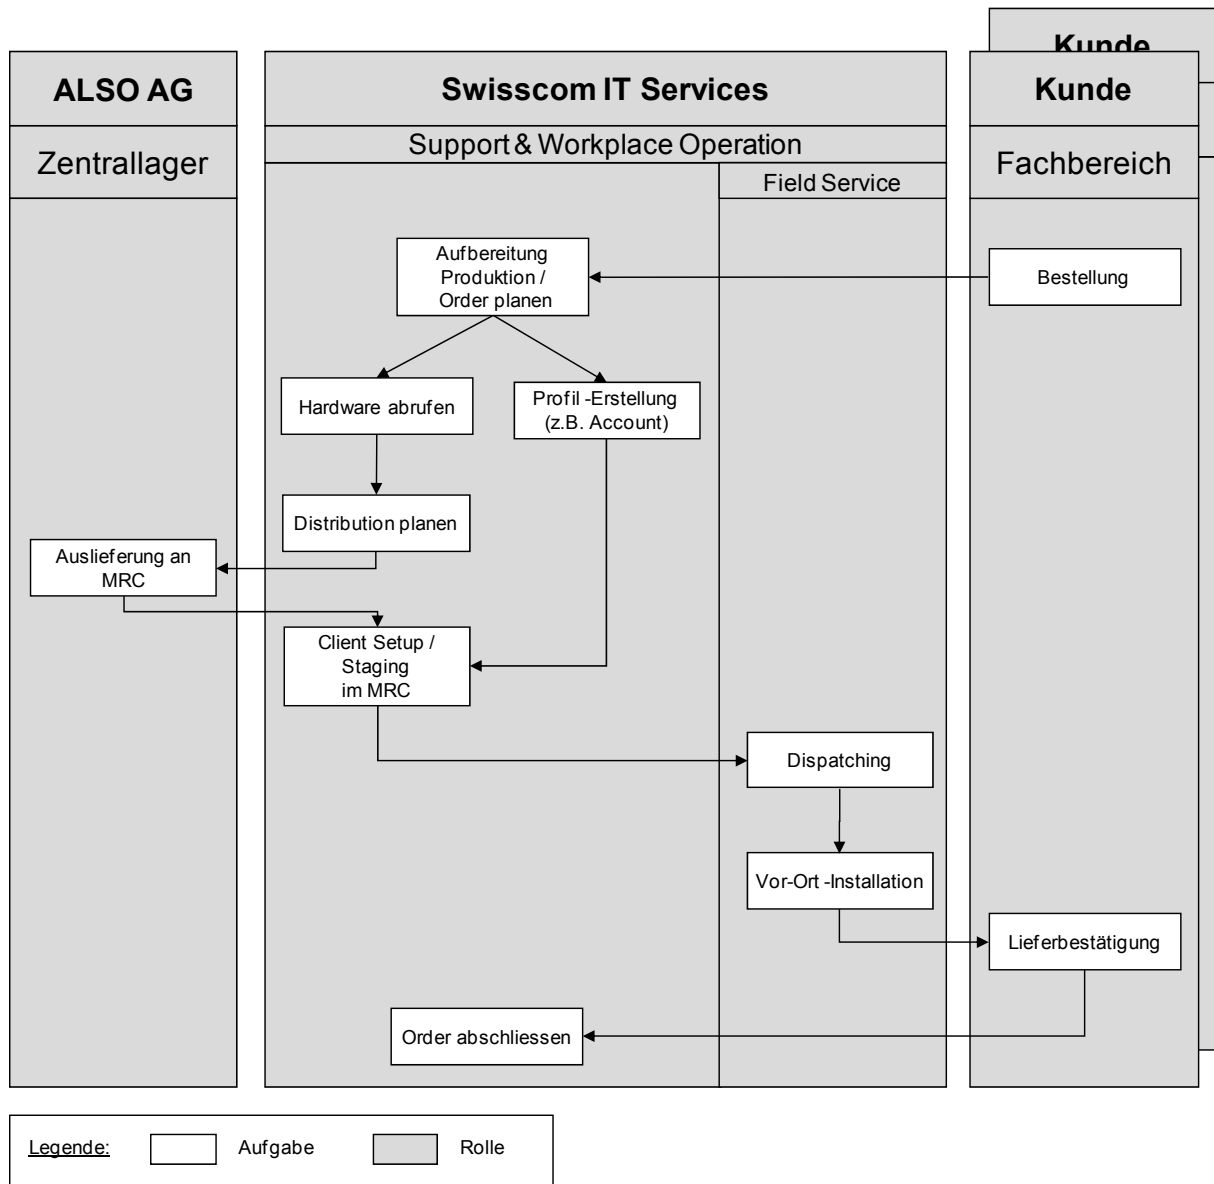 Kunde
ALSO AG
Swisscom IT Services
Kunde
Zentrallager
Support & Workplace Operation
Field Service
Fachbereich
Aufbereitung
Produktion /
Order planen
Bestellung
Hardware abrufen
Profil -Erstellung
(z.B. Account)
Distribution planen
Auslieferung an
MRC
Client Setup /
Staging
im MRC
Dispatching
Vor-Ort -Installation
Lieferbestätigung
Order abschliessen
Legende:
Aufgabe
Rolle